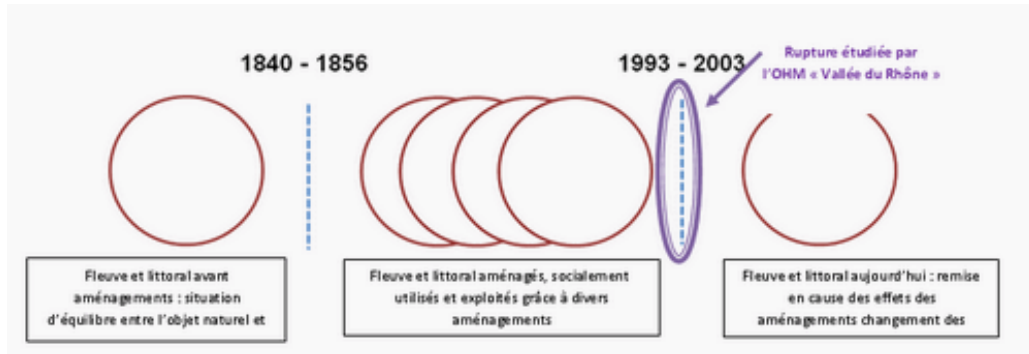 1840 - 1856
1993 - 2003
Rupture étudiée par
l'OHM « Vallée du Rhône »
Fleuve et littoral avant
aménagements : situation
d'équilibre entre l'objet naturel et
Fleuve et littoral aménagés, socialement
utilisés et exploités grâce à divers
aménagements
Fleuve et littoral aujourd'hui : remise
en cause des effets des
aménagements changement des